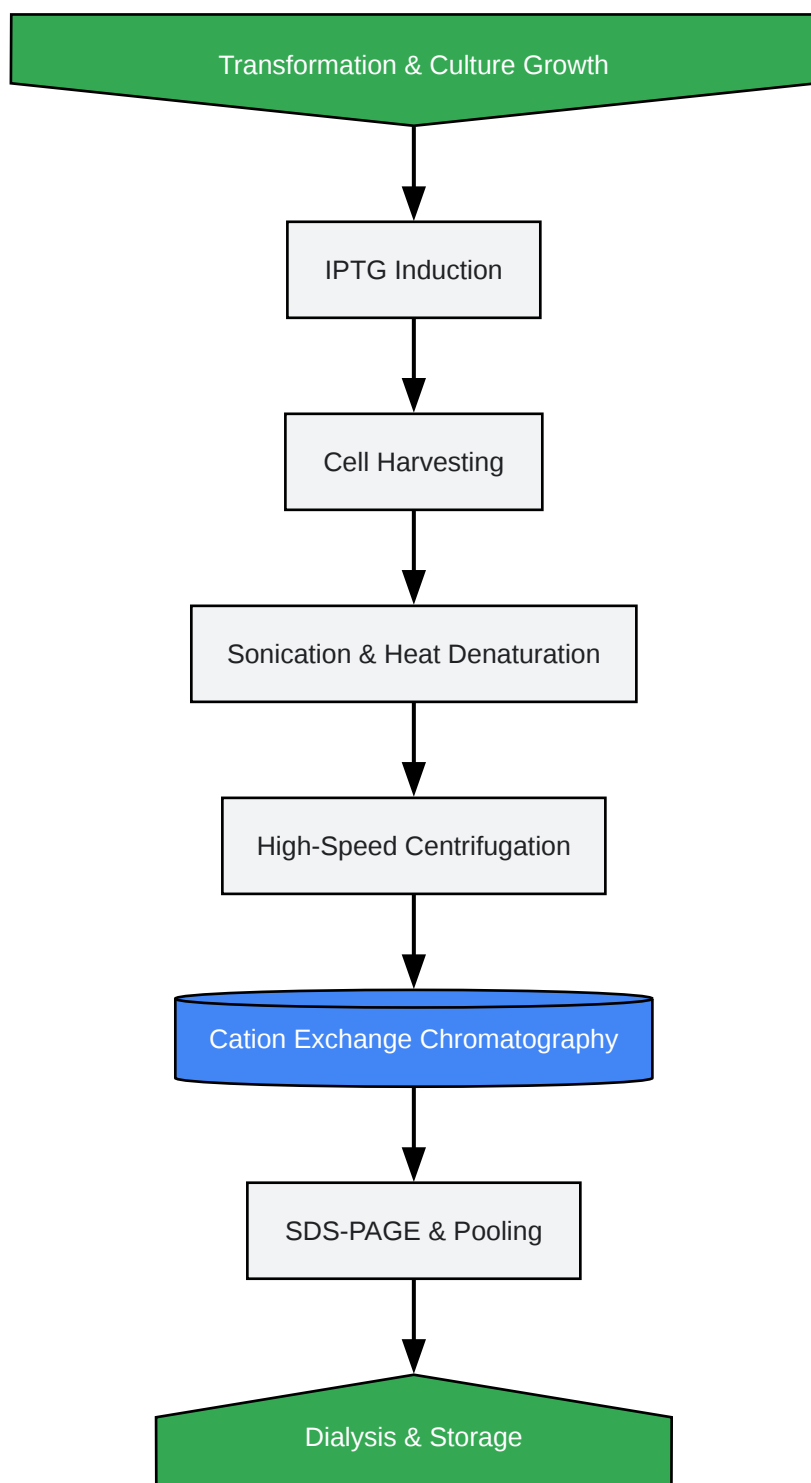 Transformation & Culture Growth
IPTG Induction
Cell Harvesting
Sonication & Heat Denaturation
High-Speed Centrifugation
Cation Exchange Chromatography
SDS-PAGE & Pooling
Dialysis & Storage